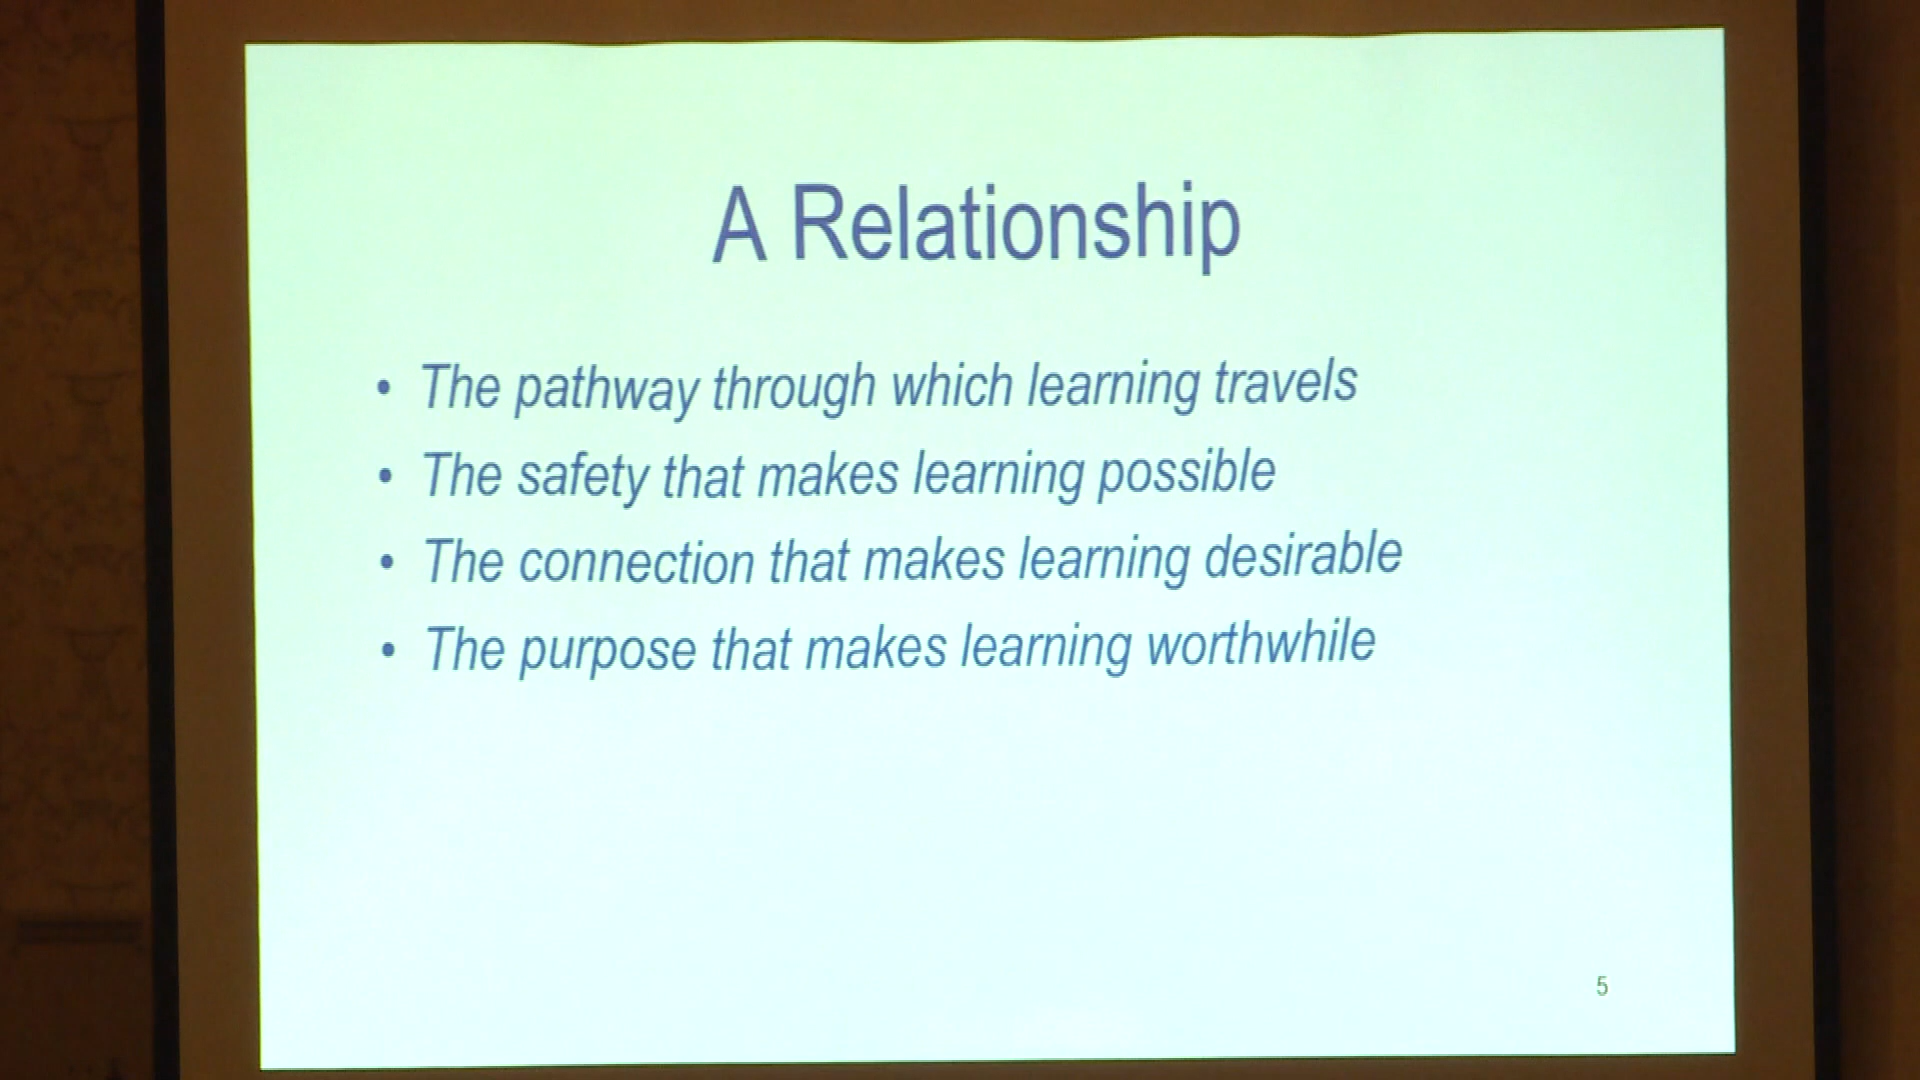 A Relationship
• The pathway through which learning travels
• The safety that makes learning possible
• The connection that makes learning desirable
• The purpose that makes learning worthwhile
5